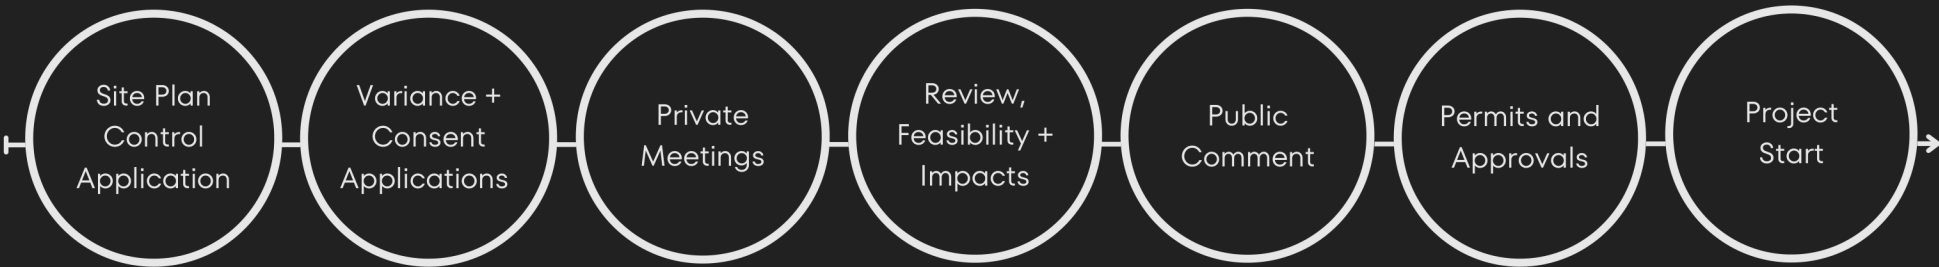 Site Plan
Control
Application
Variance +
Consent
Applications
Private
Meetings
Review,
Feasibility +
Impacts
Public
Comment
Permits and
Approvals
Project
Start